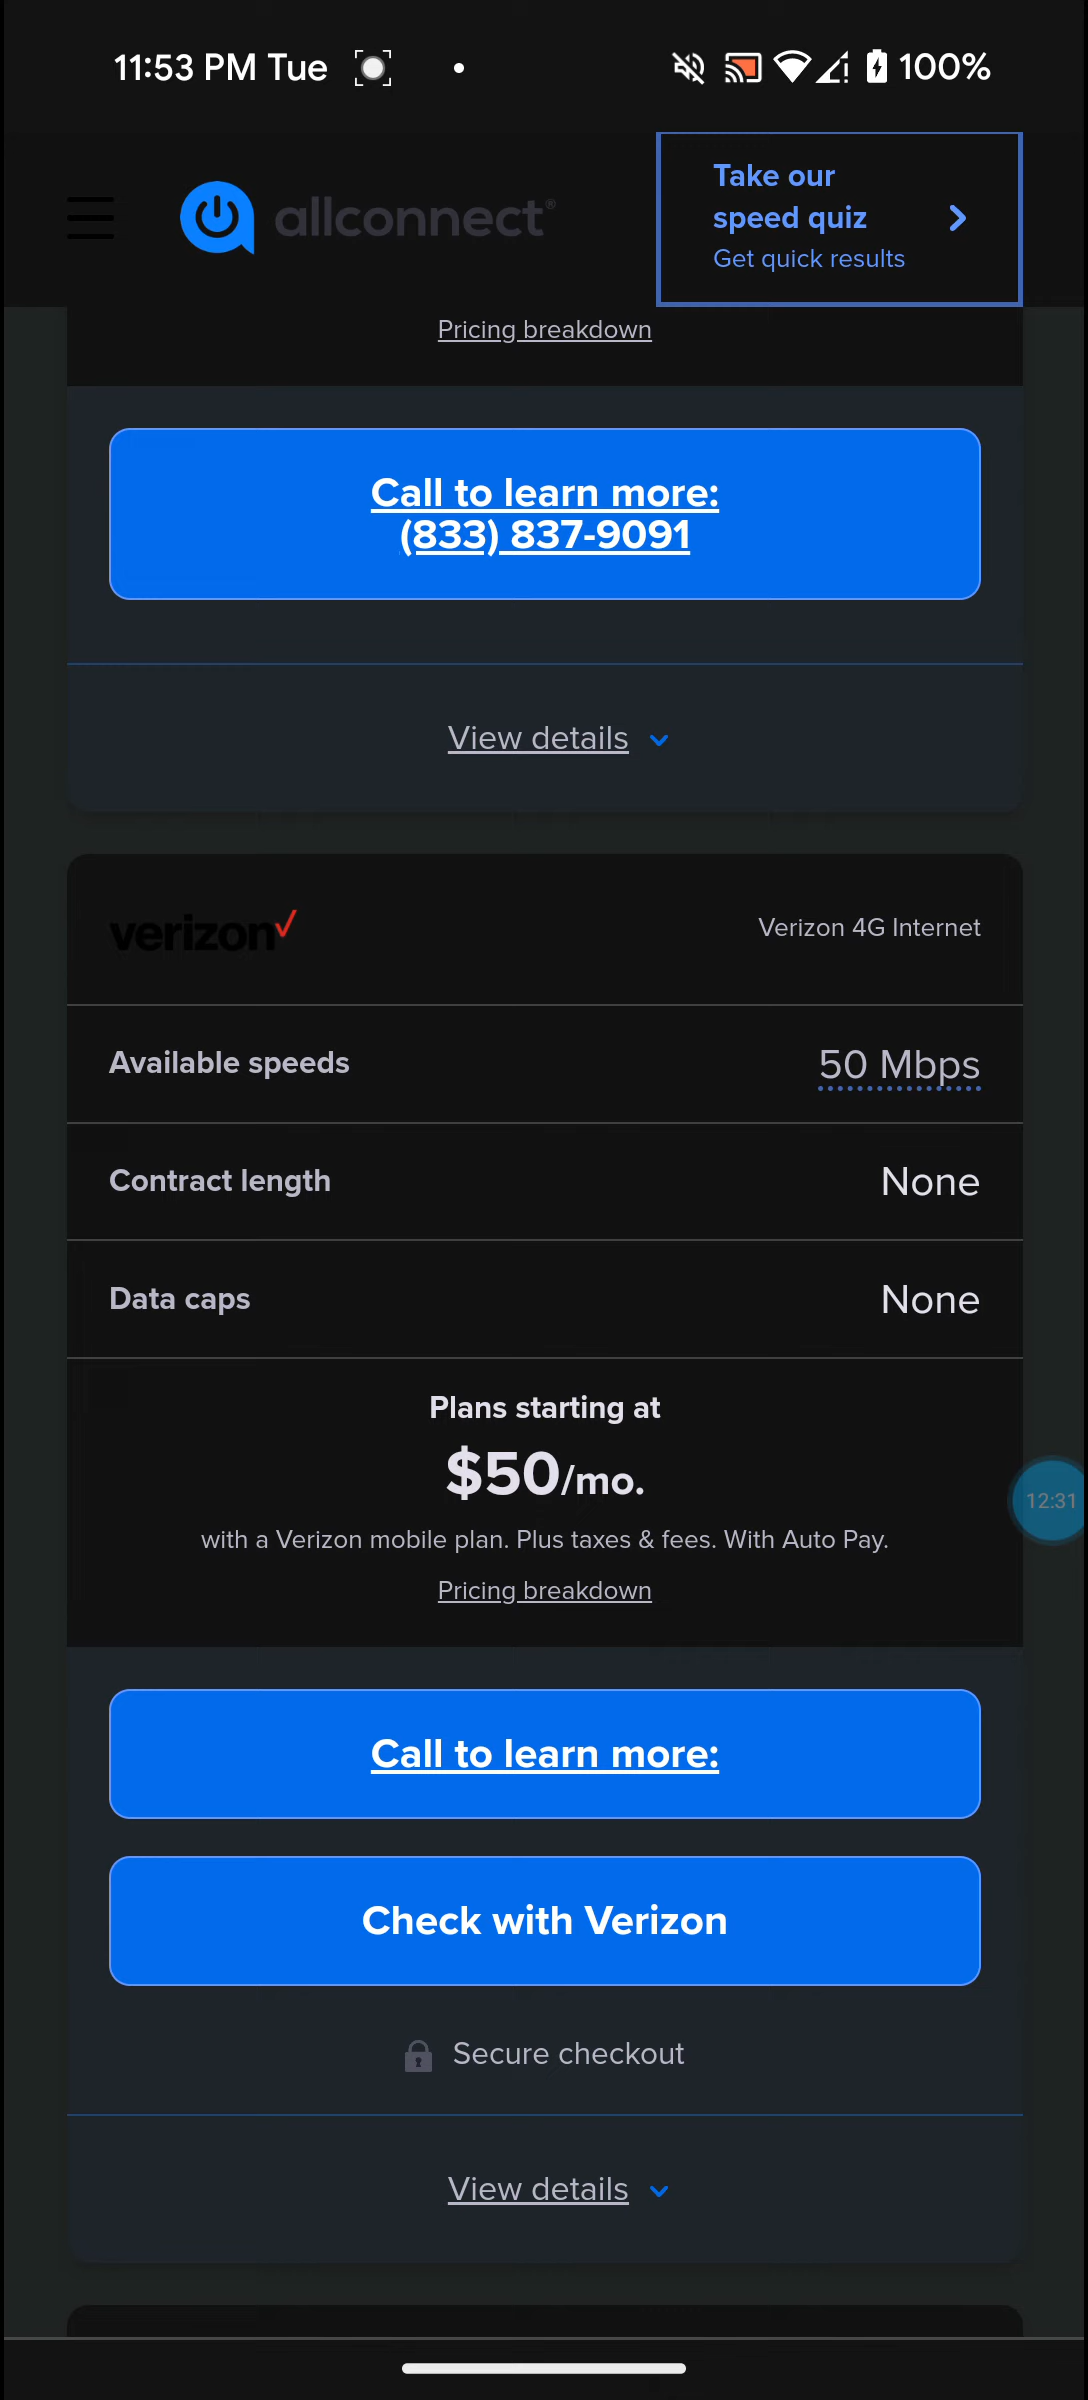 11:53 PM Tue
100%
allconnect®
Take our
speed quiz
Get quick results
Pricing breakdown
Call to learn more:
(833) 837-9091
View details
verizon
Verizon 4G Internet
Available speeds
50 Mbps
Contract length
None
Data caps
None
Plans starting at
$50/mo.
with a Verizon mobile plan. Plus taxes & fees. With Auto Pay.
Pricing breakdown
12:31
Call to learn more:
Check with Verizon
Secure checkout
View details